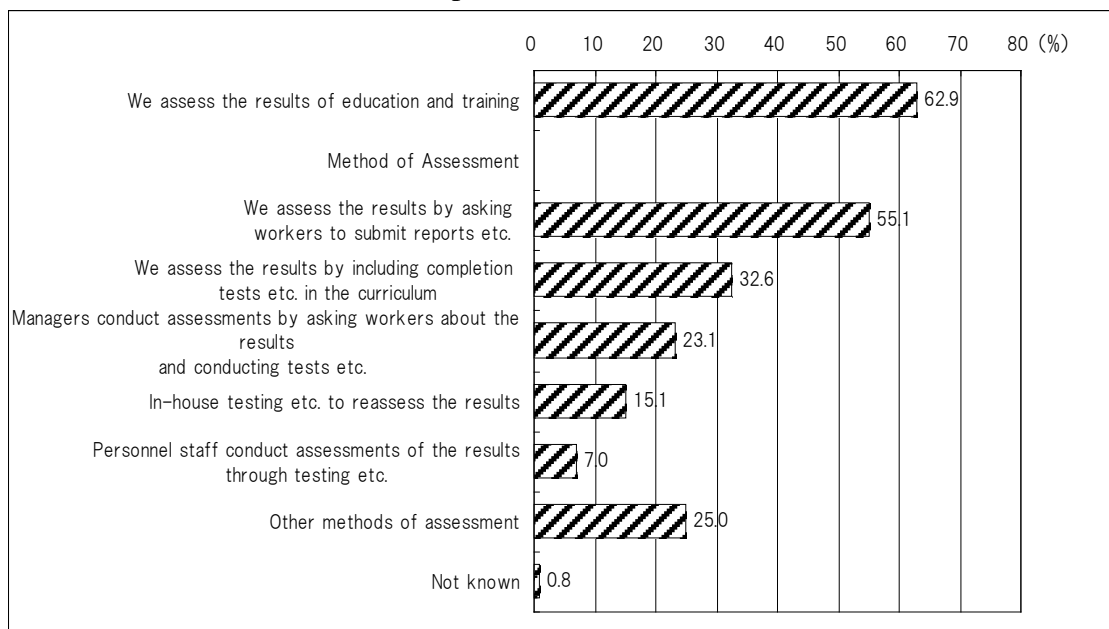 0 10 20 30 40 50 60 70 80 (%)
We assess the results of education and training 62.9
Method of Assessment
We assess the results by asking
workers to submit reports etc. 55.1
We assess the results by including completion
tests etc. in the curriculum 32.6
Managers conduct assessments by asking workers about the
results
and conducting tests etc. 23.1
In-house testing etc. to reassess the results 15.1
Personnel staff conduct assessments of the results
through testing etc. 7.0
Other methods of assessment 25.0
Not known 0.8